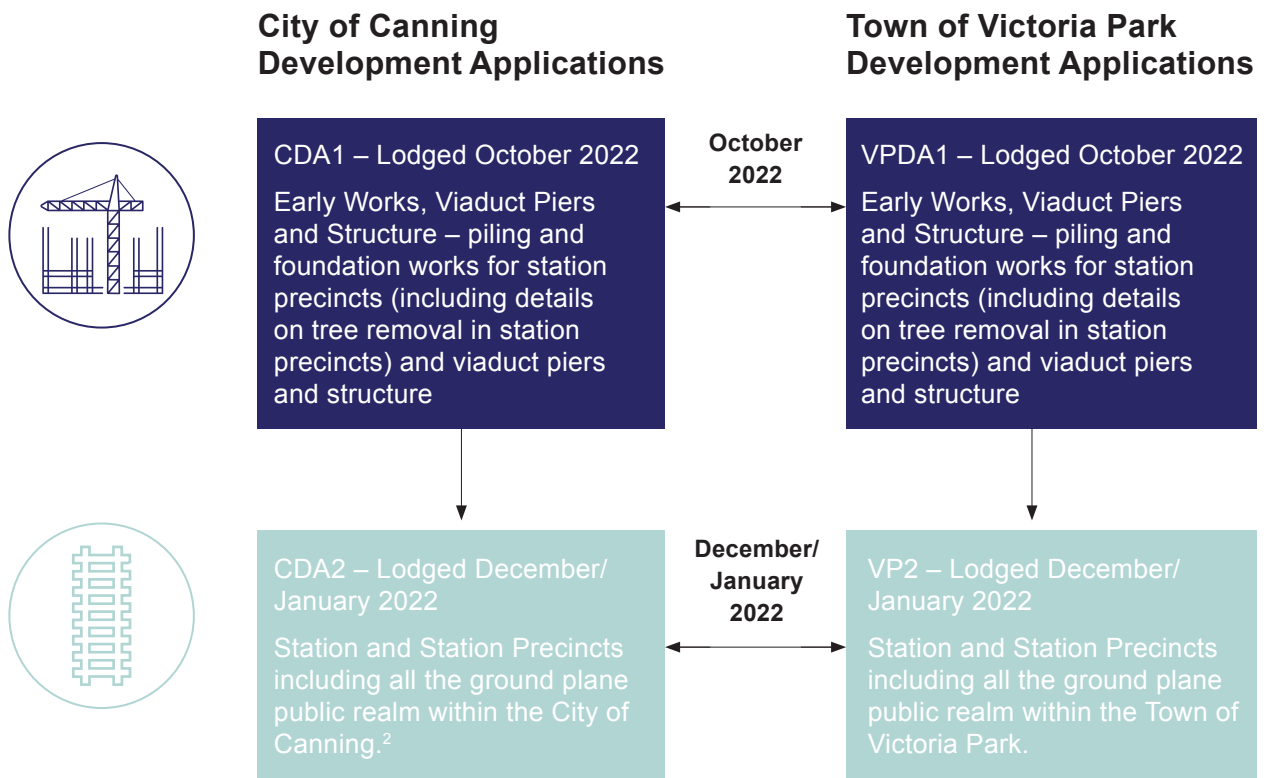 City of Canning
Development Applications
Town of Victoria Park
Development Applications
CDA1 – Lodged October 2022
Early Works, Viaduct Piers
and Structure – piling and
foundation works for station
precincts (including details
on tree removal in station
precincts) and viaduct piers
and structure
October
2022
VPDA1 – Lodged October 2022
Early Works, Viaduct Piers
and Structure – piling and
foundation works for station
precincts (including details
on tree removal in station
precincts) and viaduct piers
and structure
CDA2 – Lodged December/
January 2022
Station and Station Precincts
including all the ground plane
public realm within the City of
Canning.²
December/
January
2022
VP2 – Lodged December/
January 2022
Station and Station Precincts
including all the ground plane
public realm within the Town of
Victoria Park.